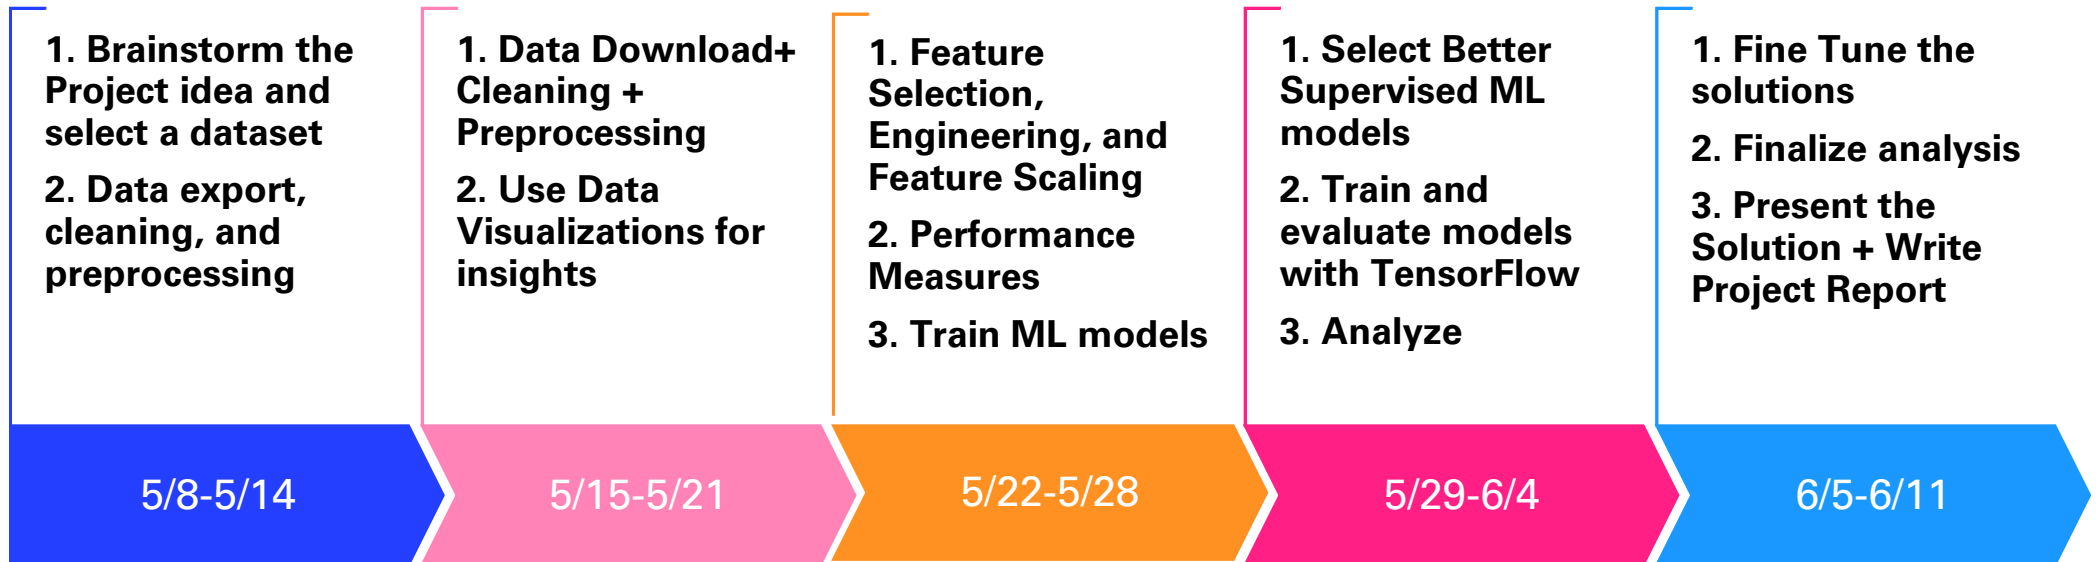 1. Brainstorm the
Project idea and
select a dataset
2. Data export,
cleaning, and
preprocessing
5/8-5/14
1. Data Download+
Cleaning +
Preprocessing
2. Use Data
Visualizations for
insights
5/15-5/21
1. Feature
Selection,
Engineering, and
Feature Scaling
2. Performance
Measures
3. Train ML models
5/22-5/28
1. Select Better
Supervised ML
models
2. Train and
evaluate models
with TensorFlow
3. Analyze
5/29-6/4
1. Fine Tune the
solutions
2. Finalize analysis
3. Present the
Solution + Write
Project Report
6/5-6/11